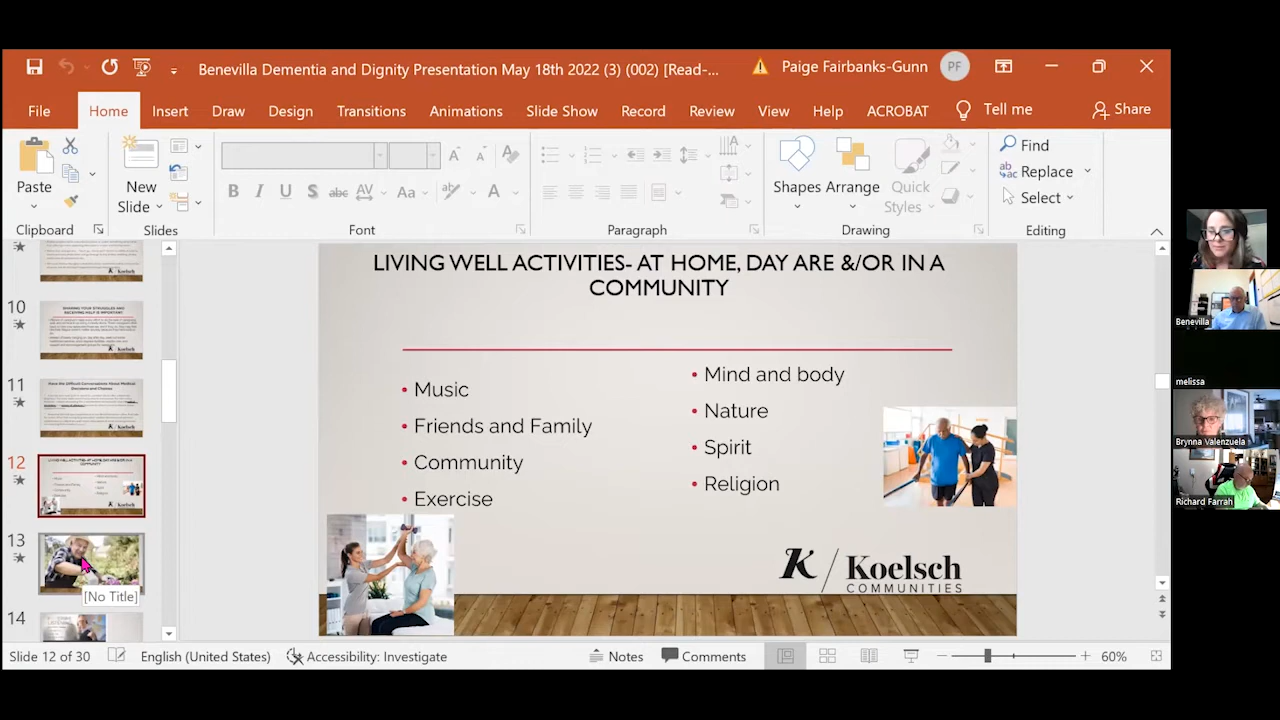 Benevilla Dementia and Dignity Presentation May 18th 2022 (3) (002) [Read-...
Paige Fairbanks-Gunn
PF
File
Home
Insert
Draw
Design
Transitions
Animations
Slide Show
Record
Review
View
Help
ACROBAT
Tell me
Share
Paste
New
Slide
B I U S abc AV Aa A
Shapes
Arrange
Quick
Styles
Find
Replace
Select
Clipboard
Slides
Font
Paragraph
Drawing
Editing
10
11
12
13
[No Title]
14
LIVING WELL ACTIVITIES- AT HOME, DAY ARE &/OR IN A
COMMUNITY
• Music
• Friends and Family
• Community
• Exercise
• Mind and body
• Nature
• Spirit
• Religion
K / Koelsch
COMMUNITIES
Benevilla
melissa
Brynna Valenzuela
Richard Farrah
Slide 12 of 30
English (United States)
Accessibility: Investigate
Notes
Comments
60%